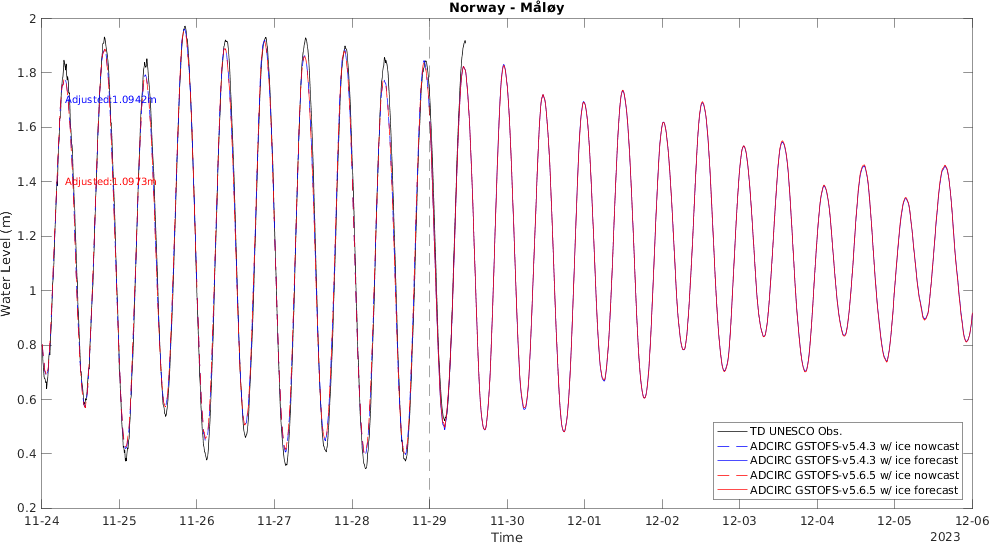 Norway - Måløy
2
1.8
1.6
1.4
1.2
1
0.8
0.6
0.4
0.2
Water Level (m)
Adjusted:1.0942m
Adjusted:1.0973m
TD UNESCO Obs.
ADCIRC GSTOFS-v5.4.3 w/ ice nowcast
ADCIRC GSTOFS-v5.4.3 w/ ice forecast
ADCIRC GSTOFS-v5.6.5 w/ ice nowcast
ADCIRC GSTOFS-v5.6.5 w/ ice forecast
11-24 11-25 11-26 11-27 11-28 11-29 11-30 12-01 12-02 12-03 12-04 12-05 12-06
Time
2023